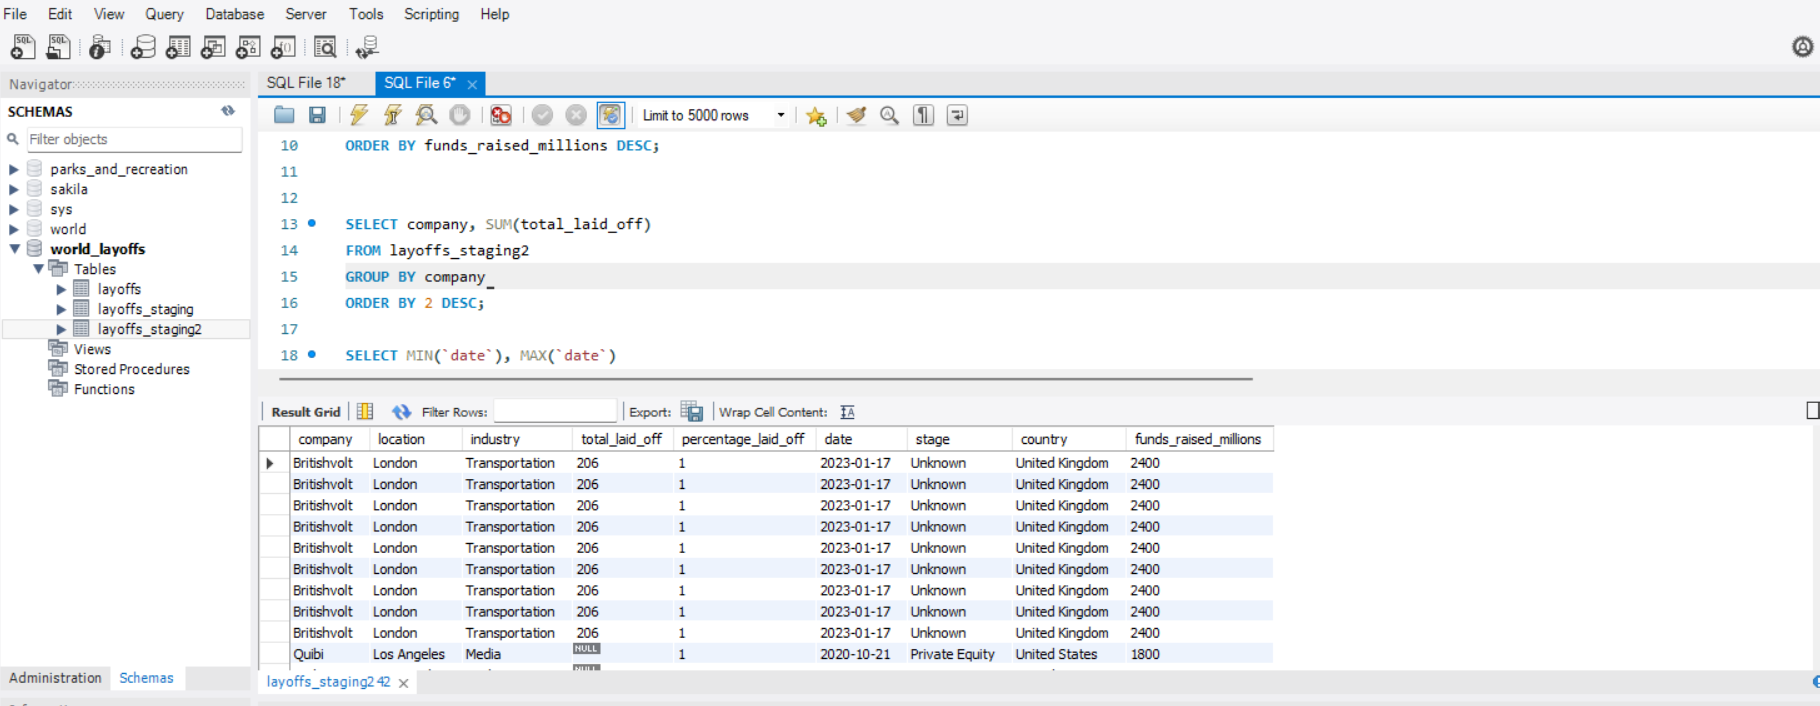 File Edit View Query Database Server Tools Scripting Help
SQL SQL
Navigator
SCHEMAS
Filter objects
parks_and_recreation
sakila
sys
world
world_layoffs
Tables
layoffs
layoffs_staging
layoffs_staging2
Views
Stored Procedures
Functions
Administration Schemas
SQL File 18* SQL File 6*
Limit to 5000 rows
10 ORDER BY funds_raised_millions DESC;
11
12
13 SELECT company, SUM(total_laid_off)
14 FROM layoffs_staging2
15 GROUP BY company
16 ORDER BY 2 DESC;
17
18 SELECT MIN(`date`), MAX(`date`)
Result Grid Filter Rows: Export: Wrap Cell Content:
company location industry total_laid_off percentage_laid_off date stage country funds_raised_millions
Britishvolt London Transportation 206 1 2023-01-17 Unknown United Kingdom 2400
Britishvolt London Transportation 206 1 2023-01-17 Unknown United Kingdom 2400
Britishvolt London Transportation 206 1 2023-01-17 Unknown United Kingdom 2400
Britishvolt London Transportation 206 1 2023-01-17 Unknown United Kingdom 2400
Britishvolt London Transportation 206 1 2023-01-17 Unknown United Kingdom 2400
Britishvolt London Transportation 206 1 2023-01-17 Unknown United Kingdom 2400
Britishvolt London Transportation 206 1 2023-01-17 Unknown United Kingdom 2400
Britishvolt London Transportation 206 1 2023-01-17 Unknown United Kingdom 2400
Britishvolt London Transportation 206 1 2023-01-17 Unknown United Kingdom 2400
Quibi Los Angeles Media NULL 1 2020-10-21 Private Equity United States 1800
NULL
layoffs_staging2 42